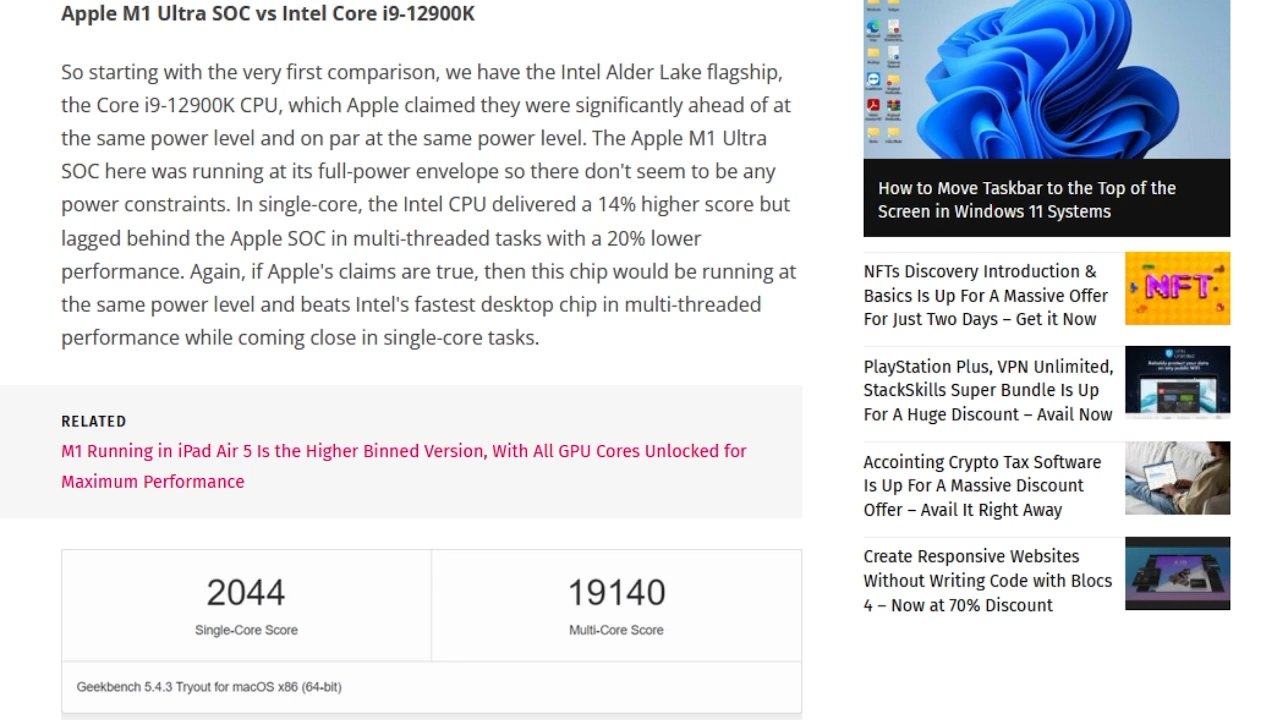 Apple M1 Ultra SOC vs Intel Core i9-12900K
So starting with the very first comparison, we have the Intel Alder Lake flagship,
the Core i9-12900K CPU, which Apple claimed they were significantly ahead of at
the same power level and on par at the same power level. The Apple M1 Ultra
SOC here was running at its full-power envelope so there don't seem to be any
power constraints. In single-core, the Intel CPU delivered a 14% higher score but
lagged behind the Apple SOC in multi-threaded tasks with a 20% lower
performance. Again, if Apple's claims are true, then this chip would be running at
the same power level and beats Intel's fastest desktop chip in multi-threaded
performance while coming close in single-core tasks.
RELATED
M1 Running in iPad Air 5 Is the Higher Binned Version, With All GPU Cores Unlocked for
Maximum Performance
2044
Single-Core Score
19140
Multi-Core Score
Geekbench 5.4.3 Tryout for macOS x86 (64-bit)
How to Move Taskbar to the Top of the
Screen in Windows 11 Systems
NFTs Discovery Introduction &
Basics Is Up For A Massive Offer
For Just Two Days – Get it Now
NFT
PlayStation Plus, VPN Unlimited,
StackSkills Super Bundle Is Up
For A Huge Discount – Avail Now
Accointing Crypto Tax Software
Is Up For A Massive Discount
Offer – Avail It Right Away
Create Responsive Websites
Without Writing Code with Blocs
4 – Now at 70% Discount